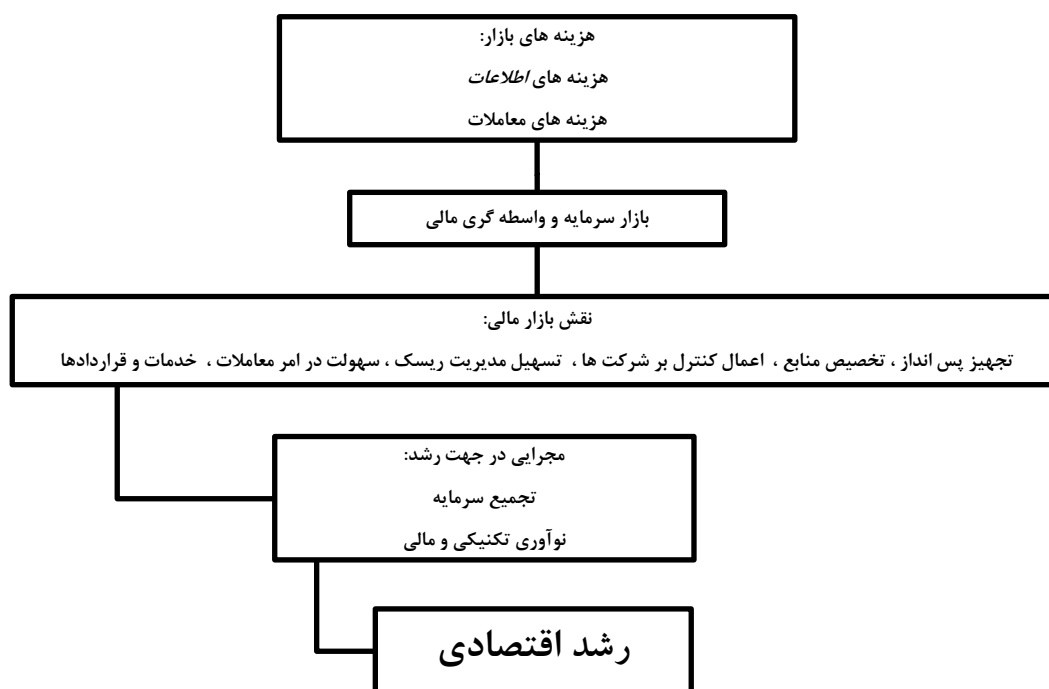 هزینه های بازار:
هزینه های اطلاعات
هزینه های معاملات
بازار سرمایه و واسطه گری مالی
نقش بازار مالی:
تجهیز پس انداز ، تخصیص منابع ، اعمال کنترل بر شرکت ها ، تسهیل مدیریت ریسک ، سهولت در امر معاملات ، خدمات و قراردادها
مجرایی در جهت رشد:
تجمیع سرمایه
نوآوری تکنیکی و مالی
رشد اقتصادی